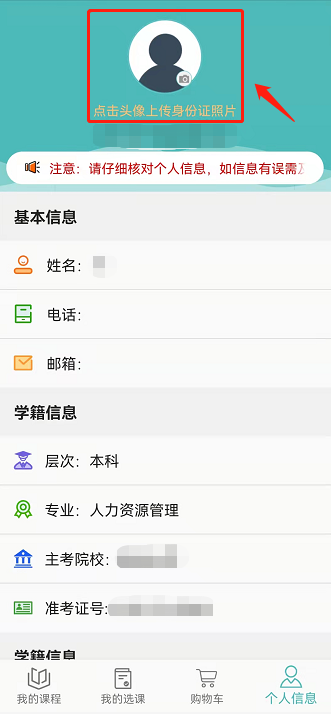 点击头像上传身份证照片
注意：请仔细核对个人信息，如信息有误需
基本信息
姓名：
电话：
邮箱：
学籍信息
层次：本科
专业：人力资源管理
主考院校：
准考证号：
学籍信息
我的课程
我的选课
购物车
个人信息